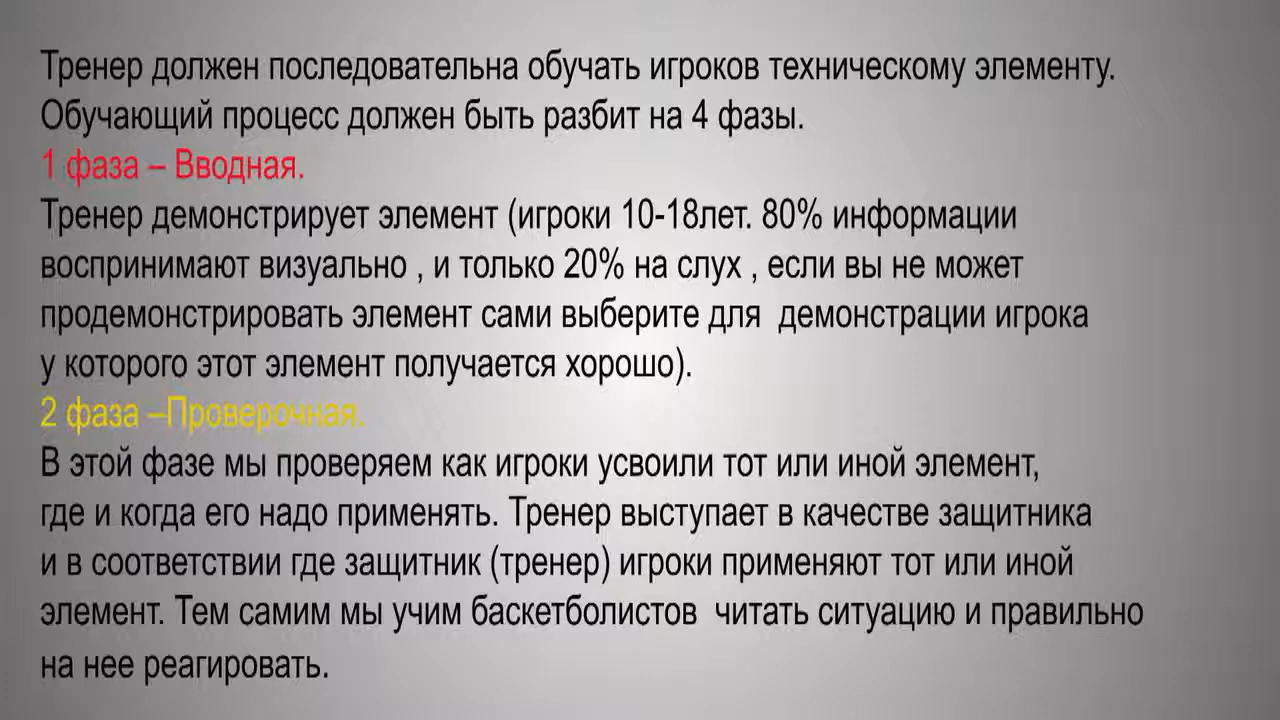 Тренер должен последовательна обучать игроков техническому элементу.
Обучающий процесс должен быть разбит на 4 фазы.
1 фаза – Вводная.
Тренер демонстрирует элемент (игроки 10-18лет. 80% информации
воспринимают визуально , и только 20% на слух , если вы не может
продемонстрировать элемент сами выберите для  демонстрации игрока
у которого этот элемент получается хорошо).
2 фаза –Проверочная.
В этой фазе мы проверяем как игроки усвоили тот или иной элемент,
где и когда его надо применять. Тренер выступает в качестве защитника
и в соответствии где защитник (тренер) игроки применяют тот или иной
элемент. Тем самим мы учим баскетболистов  читать ситуацию и правильно
на нее реагировать.